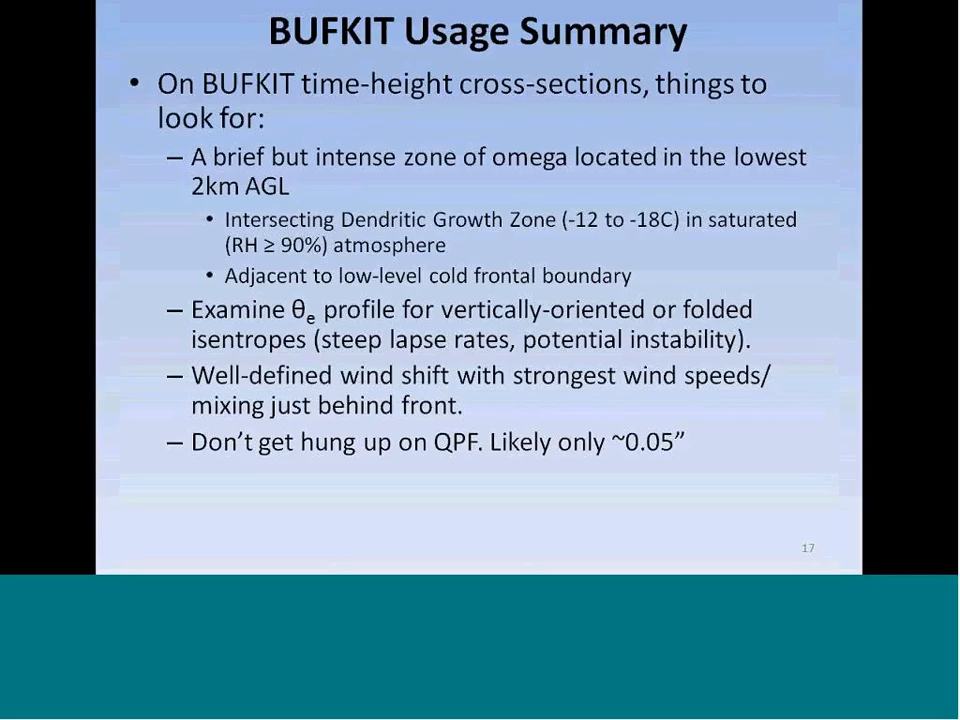 BUFKIT Usage Summary
• On BUFKIT time-height cross-sections, things to
look for:
– A brief but intense zone of omega located in the lowest
2km AGL
• Intersecting Dendritic Growth Zone (-12 to -18C) in saturated
(RH ≥ 90%) atmosphere
• Adjacent to low-level cold frontal boundary
– Examine θe profile for vertically-oriented or folded
isentropes (steep lapse rates, potential instability).
– Well-defined wind shift with strongest wind speeds/
mixing just behind front.
– Don’t get hung up on QPF. Likely only ~0.05”
17